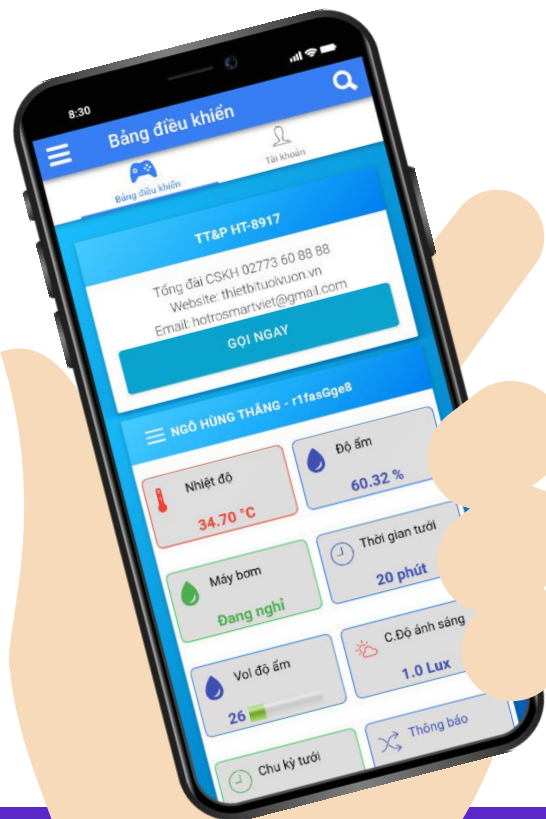 8:30
Bảng điều khiển
Bảng điều khiển
Tài khoản
TT&P HT-8917
Tổng đài CSKH 02773 60 88 88
Website: thietbituoivuon.vn
Email: hotrosmartviet@gmail.com
GỌI NGAY
NGÔ HÙNG THẮNG - r1fasGge8
Nhiệt độ
34.70 °C
Độ ẩm
60.32 %
Máy bơm
Đang nghỉ
Thời gian tưới
20 phút
Vol độ ẩm
26
C.Độ ánh sáng
1.0 Lux
Chu kỳ tưới
Thông báo